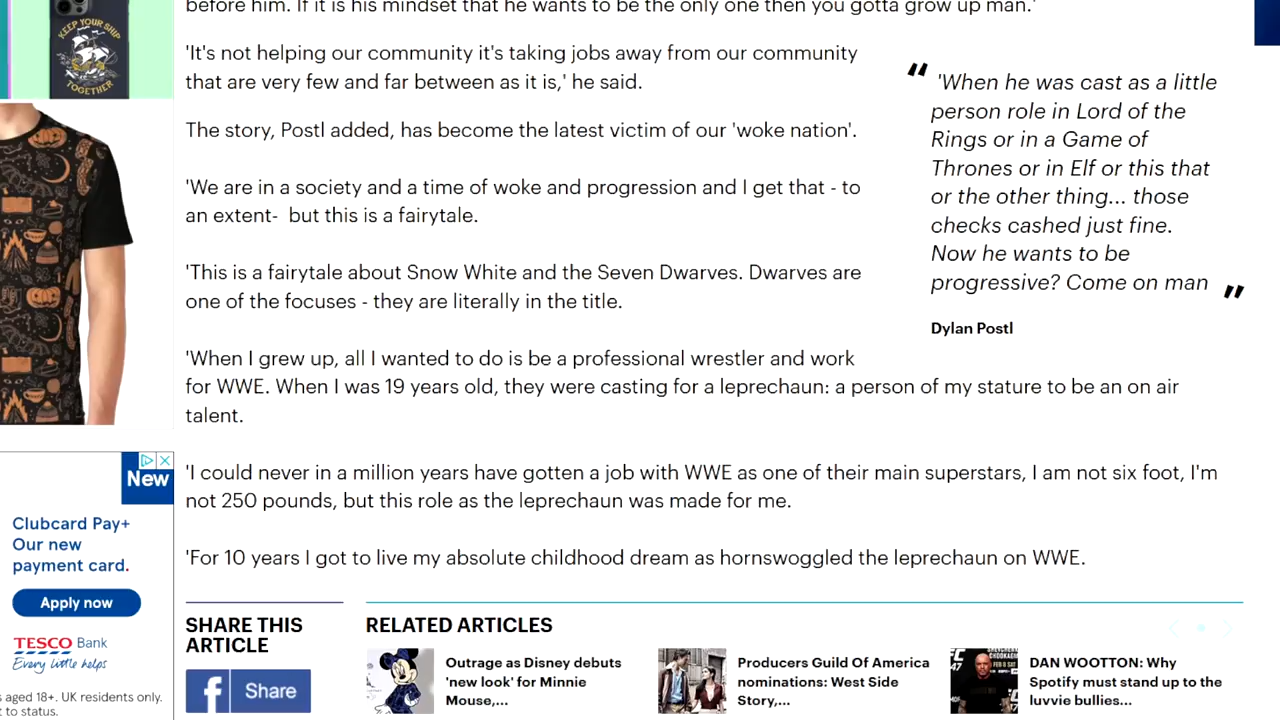 before him. If it is his mindset that he wants to be the only one then you gotta grow up man.'
'It's not helping our community it's taking jobs away from our community
that are very few and far between as it is,' he said.
The story, Postl added, has become the latest victim of our 'woke nation'.
'We are in a society and a time of woke and progression and I get that - to
an extent-  but this is a fairytale.
'This is a fairytale about Snow White and the Seven Dwarves. Dwarves are
one of the focuses - they are literally in the title.
'When I grew up, all I wanted to do is be a professional wrestler and work
for WWE. When I was 19 years old, they were casting for a leprechaun: a person of my stature to be an on air
talent.
'I could never in a million years have gotten a job with WWE as one of their main superstars, I am not six foot, I'm
not 250 pounds, but this role as the leprechaun was made for me.
'For 10 years I got to live my absolute childhood dream as hornswoggled the leprechaun on WWE.
" 'When he was cast as a little
person role in Lord of the
Rings or in a Game of
Thrones or in Elf or this that
or the other thing... those
checks cashed just fine.
Now he wants to be
progressive? Come on man "
Dylan Postl
KEEP YOUR SHIP
TOGETHER
New
Clubcard Pay+
Our new
payment card.
Apply now
TESCO Bank
Every little helps
s aged 18+. UK residents only.
t to status.
SHARE THIS
ARTICLE
f Share
RELATED ARTICLES
Outrage as Disney debuts
'new look' for Minnie
Mouse,...
Producers Guild Of America
nominations: West Side
Story,...
DAN WOOTON: Why
Spotify must stand up to the
luvvie bullies...